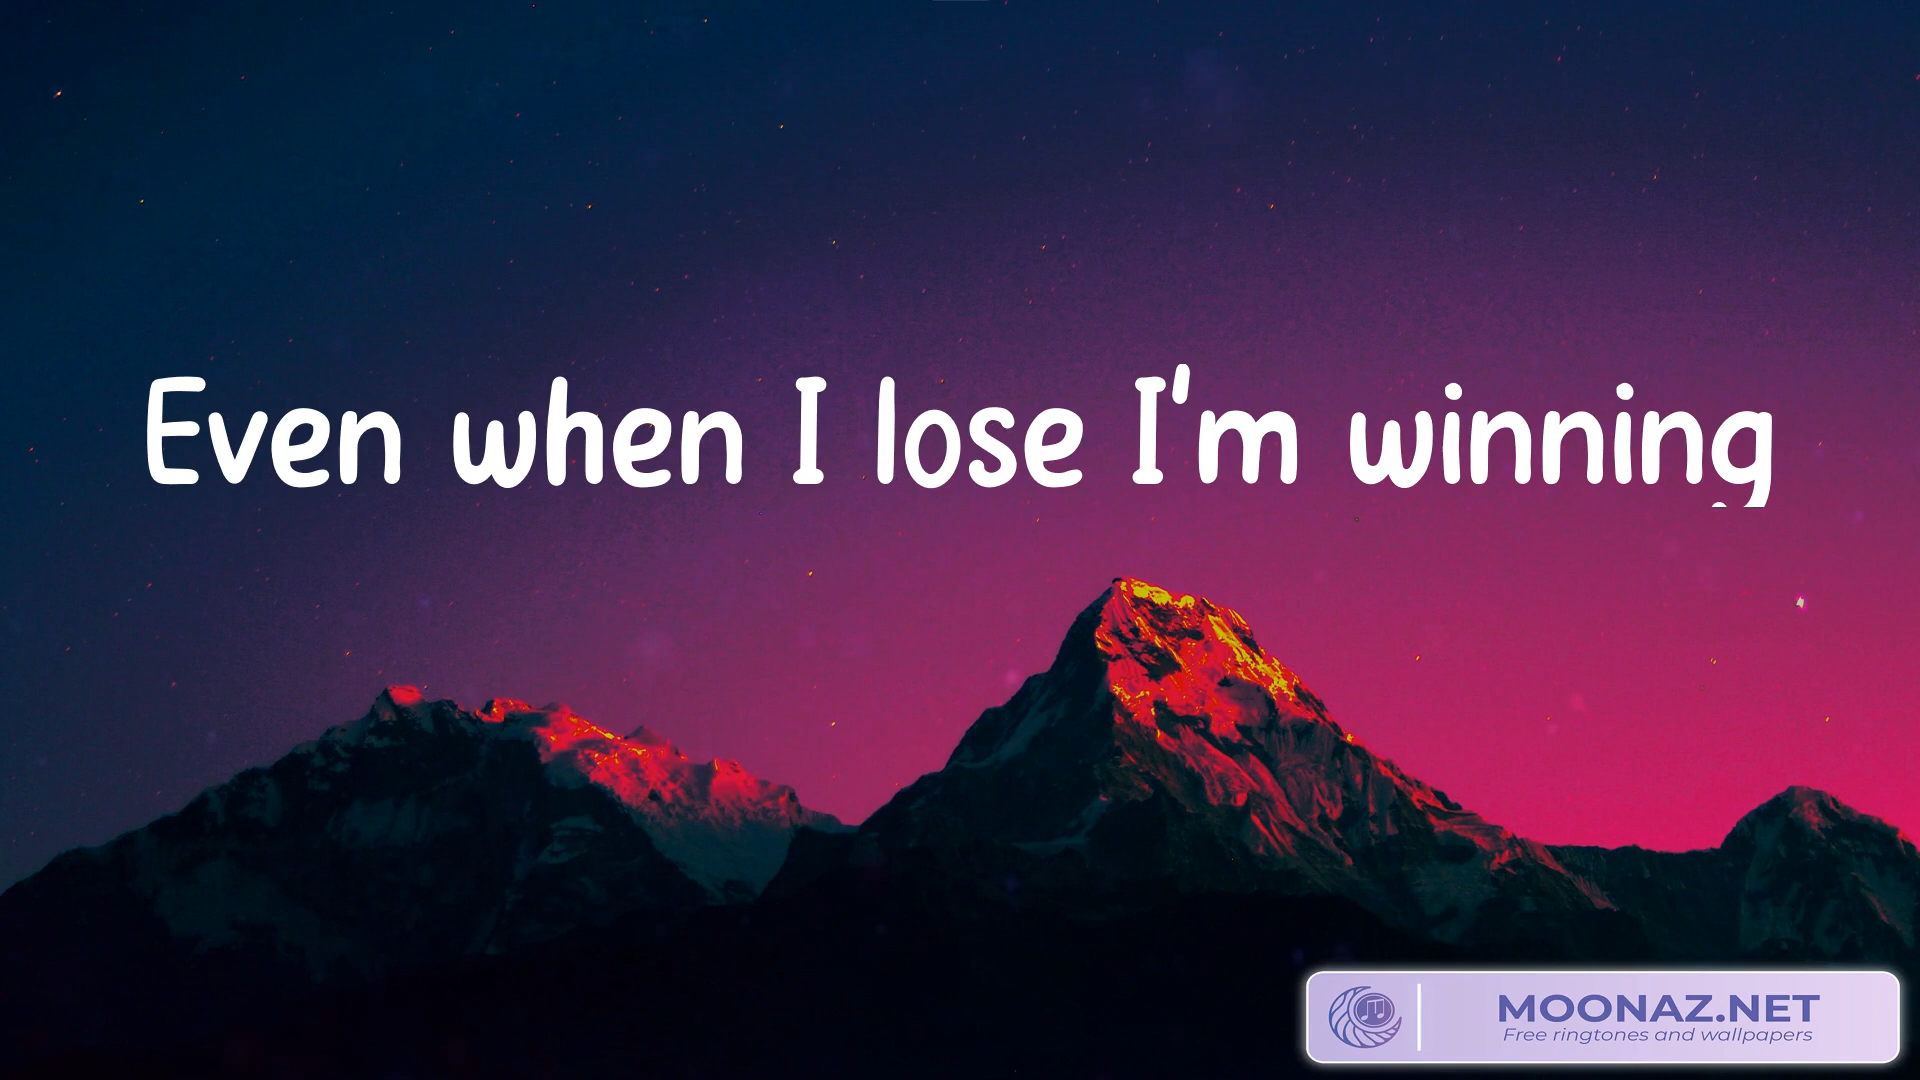 Even when I lose I'm winning
MOONAZ.NET
Free ringtones and wallpapers